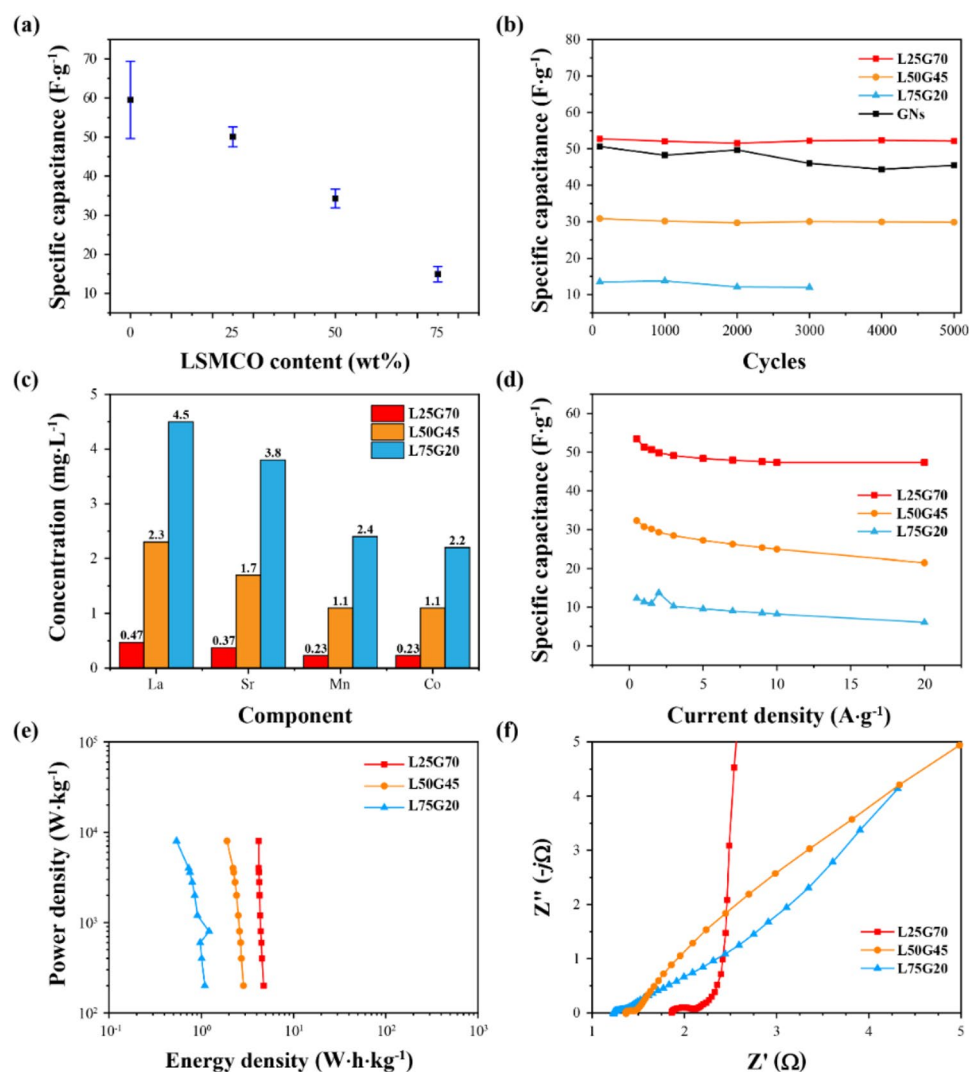 (a)
Specific capacitance (F·g⁻¹)
70
60
50
40
30
20
10
0
25
50
75
LSMCO content (wt%)
(b)
Specific capacitance (F·g⁻¹)
80
70
60
50
40
30
20
10
0
1000
2000
3000
4000
5000
Cycles
L25G70
L50G45
L75G20
GNs
(c)
Concentration (mg·L⁻¹)
5
4
3
2
1
0
0.47
2.3
4.5
0.37
1.7
3.8
0.23
1.1
2.4
0.23
1.1
2.2
La
Sr
Mn
Co
Component
L25G70
L50G45
L75G20
(d)
Specific capacitance (F·g⁻¹)
60
50
40
30
20
10
0
0
5
10
15
20
Current density (A·g⁻¹)
L25G70
L50G45
L75G20
(e)
Power density (W·kg⁻¹)
10⁵
10⁴
10³
10²
10⁻¹
10⁰
10¹
10²
10³
Energy density (W·h·kg⁻¹)
L25G70
L50G45
L75G20
(f)
Z'' (-jΩ)
5
4
3
2
1
0
1
2
3
4
5
Z' (Ω)
L25G70
L50G45
L75G20